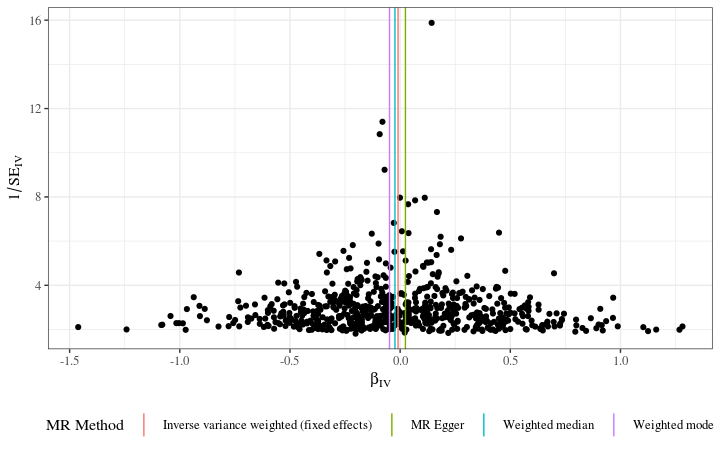 16
12
8
4
1/SE_IV
-1.5 -1.0 -0.5 0.0 0.5 1.0
β_IV
MR Method Inverse variance weighted (fixed effects) MR Egger Weighted median Weighted mode